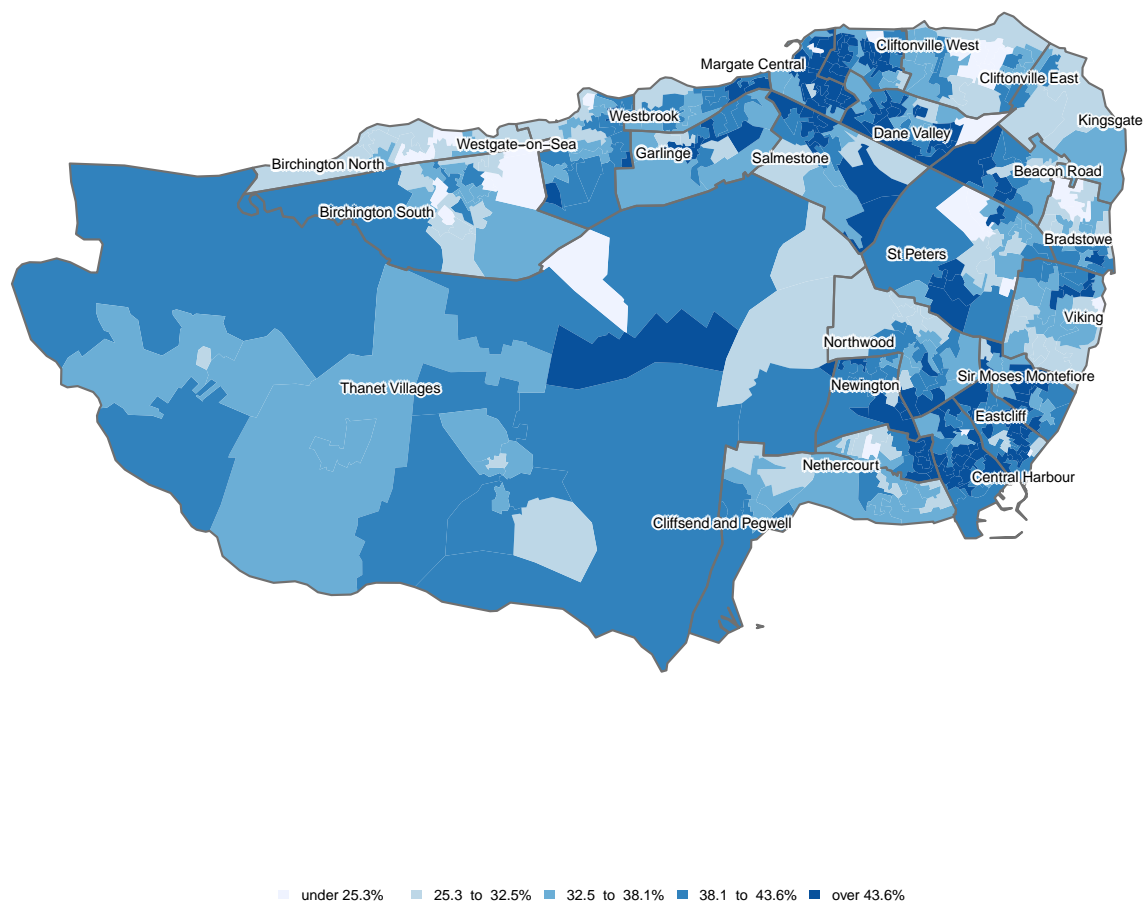 Cliftonville West
Margate Central
Cliftonville East
Kingsgate
Westbrook
Dane Valley
Westgate−on−Sea
Garlinge
Salmestone
Birchington North
Beacon Road
Birchington South
Bradstowe
St Peters
Viking
Northwood
Sir Moses Montefiore
Newington
Thanet Villages
Eastcliff
Nethercourt
Central Harbour
Cliffsend and Pegwell
under 25.3% 25.3 to 32.5% 32.5 to 38.1% 38.1 to 43.6% over 43.6%